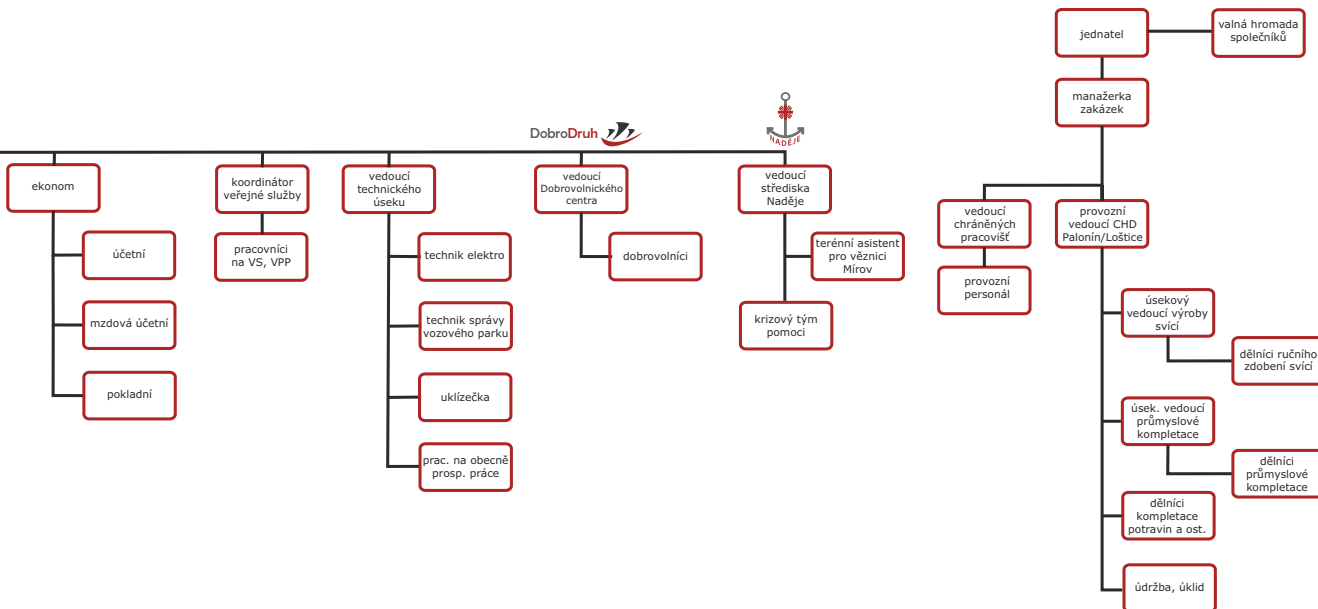 jednatel
valná hromada
společníků
manažerka
zakázek
DobroDruh
NADĚJE
ekonom
koordinátor
veřejné služby
vedoucí
technického
úseku
vedoucí
Dobrovolnického
centra
vedoucí
střediska
Naděje
vedoucí
chráněných
pracovišť
provozní
vedoucí CHD
Palonín/Loštice
účetní
pracovníci
na VS, VPP
technik elektro
dobrovolníci
terénní asistent
pro věznici
Mírov
provozní
personál
mzdová účetní
technik správy
vozového parku
krizový tým
pomoci
úsekový
vedoucí výroby
svící
dělníci ručního
zdobení svící
pokladní
uklízečka
úsek. vedoucí
průmyslové
kompletace
prac. na obecně
prosp. práce
dělníci
průmyslové
kompletace
dělníci
kompletace
potravin a ost.
údržba, úklid